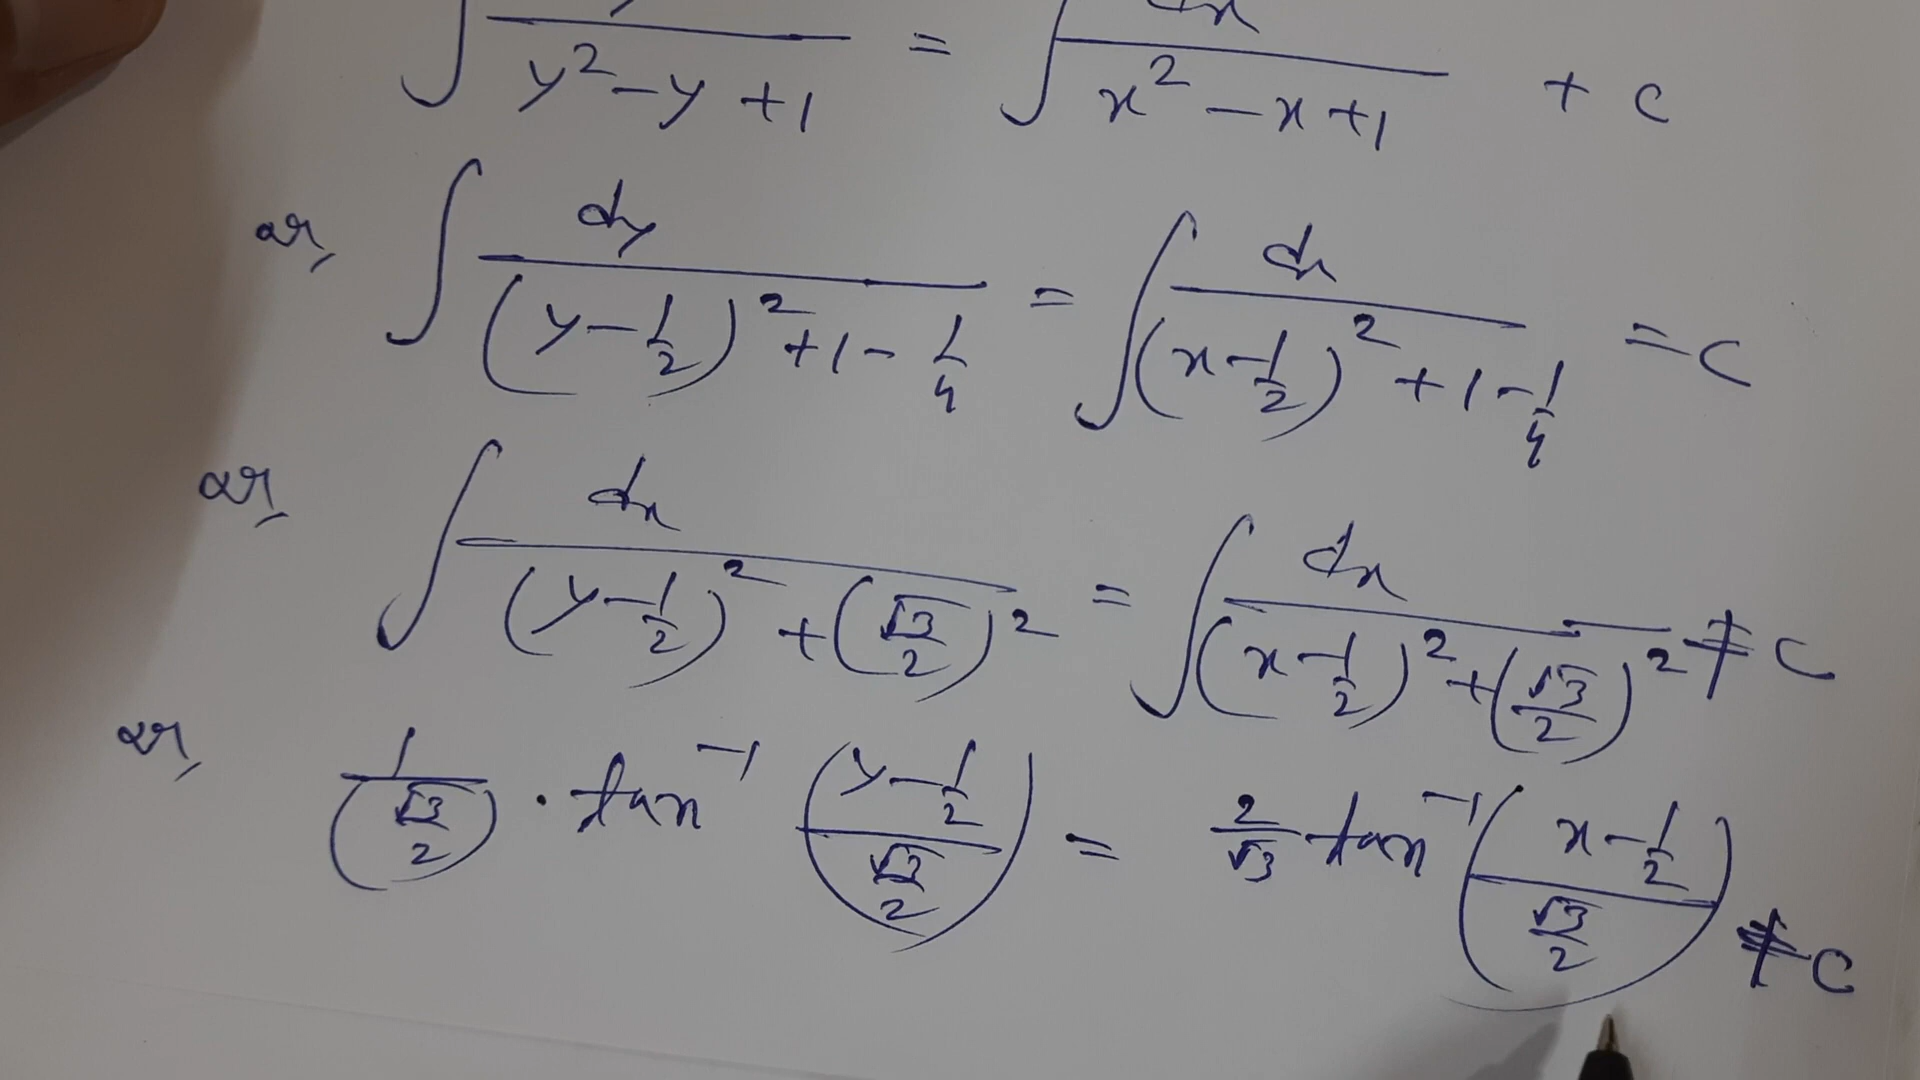 ∫ y / (y² - y + 1) = ∫ dx / (x² - x + 1) + c
or, ∫ dy / ((y - 1/2)² + 1 - 1/4) = ∫ dx / ((x - 1/2)² + 1 - 1/4) = c
or, ∫ dx / ((y - 1/2)² + (√3/2)²) = ∫ dx / ((x - 1/2)² + (√3/2)²) + c
or, 1/(√3/2) · tan⁻¹((y - 1/2) / (√3/2)) = 2/√3 tan⁻¹((x - 1/2) / (√3/2)) + c